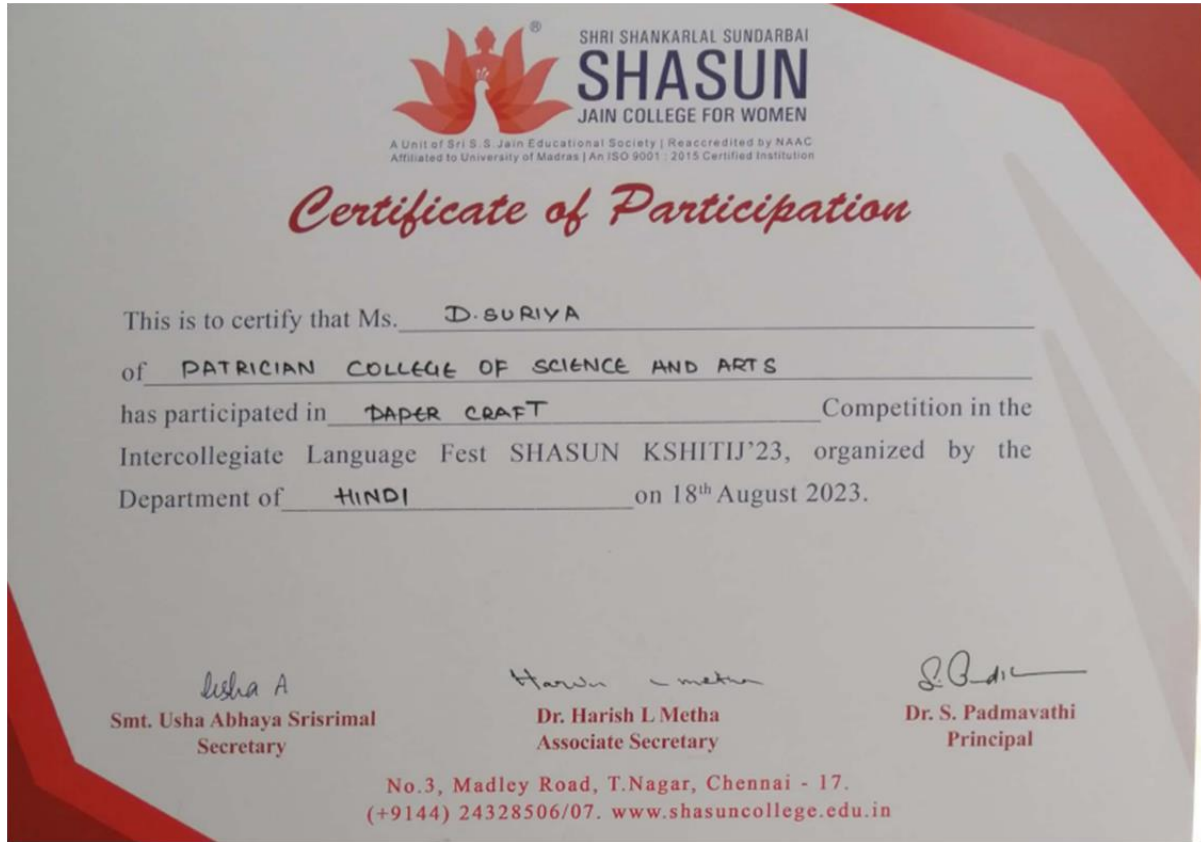 ®
SHRI SHANKARLAL SUNDARBAI
SHASUN
JAIN COLLEGE FOR WOMEN
A Unit of Sri S.S.Jain Educational Society | Reaccredited by NAAC
Affiliated to University of Madras | An ISO 9001 : 2015 Certified Institution
Certificate of Participation
This is to certify that Ms. D.SURIYA
of PATRICIAN COLLEGE OF SCIENCE AND ARTS
has participated in PAPER CRAFT Competition in the
Intercollegiate Language Fest SHASUN KSHITIJ'23, organized by the
Department of HINDI on 18th August 2023.
Usha A
Smt. Usha Abhaya Srisrimal
Secretary
Dr. Harish L Metha
Associate Secretary
Dr. S. Padmavathi
Principal
No.3, Madley Road, T.Nagar, Chennai - 17.
(+9144) 24328506/07. www.shasuncollege.edu.in